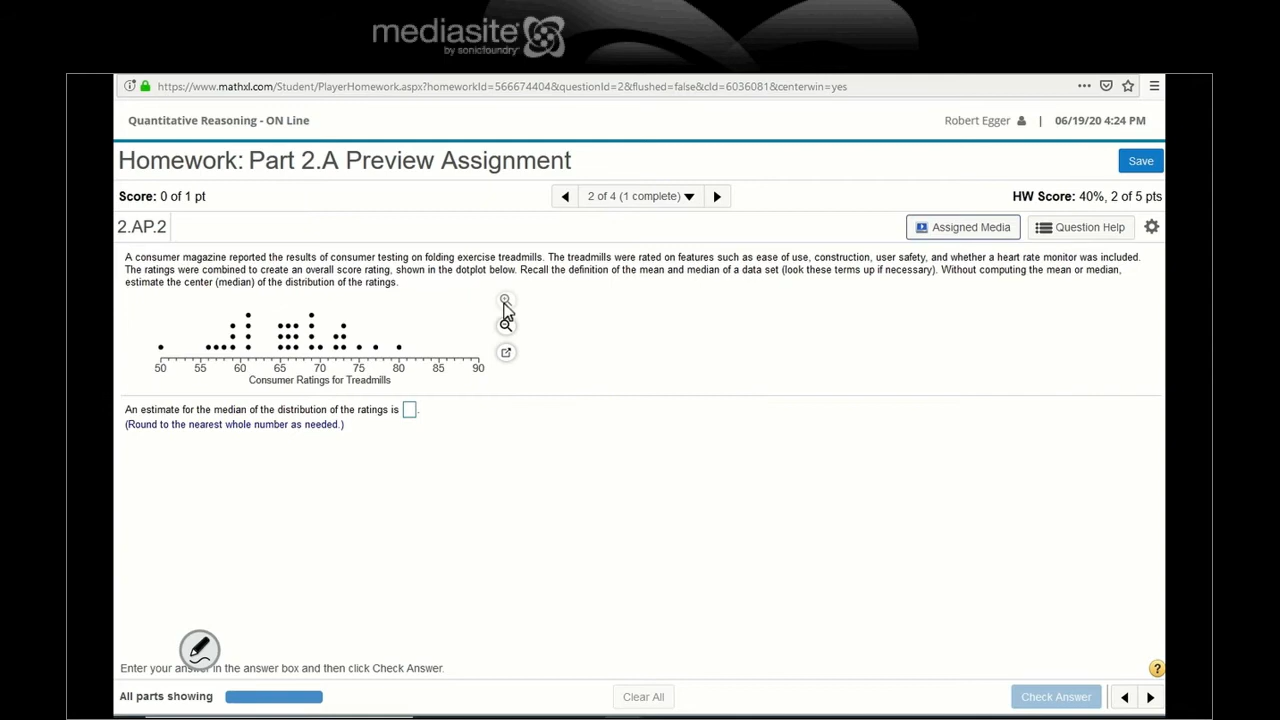 mediasite
by sonicfoundry
https://www.mathxl.com/Student/PlayerHomework.aspx?homeworkId=566674404&questionId=2&flushed=false&cId=6036081&centerwin=yes
Quantitative Reasoning - ON Line
Robert Egger | 06/19/20 4:24 PM
Homework: Part 2.A Preview Assignment
Save
Score: 0 of 1 pt
2 of 4 (1 complete)
HW Score: 40%, 2 of 5 pts
2.AP.2
Assigned Media
Question Help
A consumer magazine reported the results of consumer testing on folding exercise treadmills. The treadmills were rated on features such as ease of use, construction, user safety, and whether a heart rate monitor was included.
The ratings were combined to create an overall score rating, shown in the dotplot below. Recall the definition of the mean and median of a data set (look these terms up if necessary). Without computing the mean or median,
estimate the center (median) of the distribution of the ratings.
50 55 60 65 70 75 80 85 90
Consumer Ratings for Treadmills
An estimate for the median of the distribution of the ratings is .
(Round to the nearest whole number as needed.)
Enter your answer in the answer box and then click Check Answer.
?
All parts showing
Clear All
Check Answer